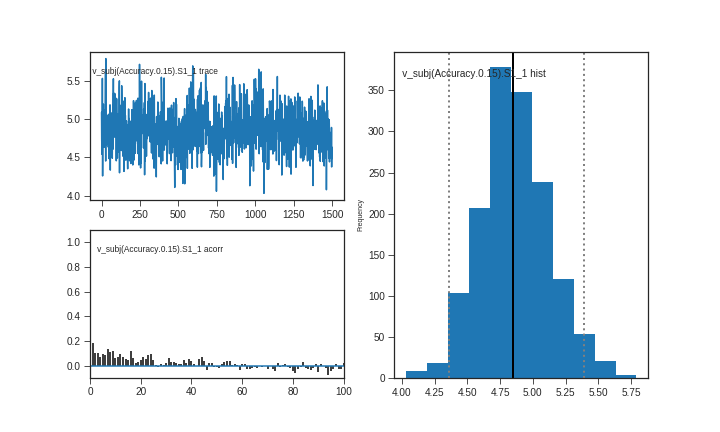 v_subj(Accuracy.0.15).S1_1 trace
5.5
5.0
4.5
4.0
0 250 500 750 1000 1250 1500
v_subj(Accuracy.0.15).S1_1 acorr
1.0
0.8
0.6
0.4
0.2
0.0
0 20 40 60 80 100
v_subj(Accuracy.0.15).S1_1 hist
Frequency
350
300
250
200
150
100
50
0
4.00 4.25 4.50 4.75 5.00 5.25 5.50 5.75